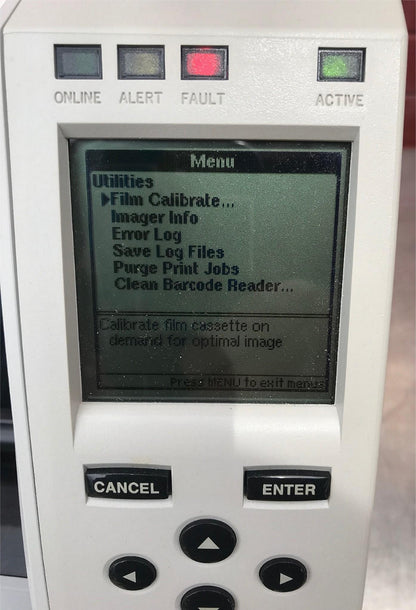 ONLINE ALERT FAULT ACTIVE
Menu
Utilities
Film Calibrate...
Imager Info
Error Log
Save Log Files
Purge Print Jobs
Clean Barcode Reader...
Calibrate film cassette on
demand for optimal image
Press MENU to exit menus
CANCEL ENTER